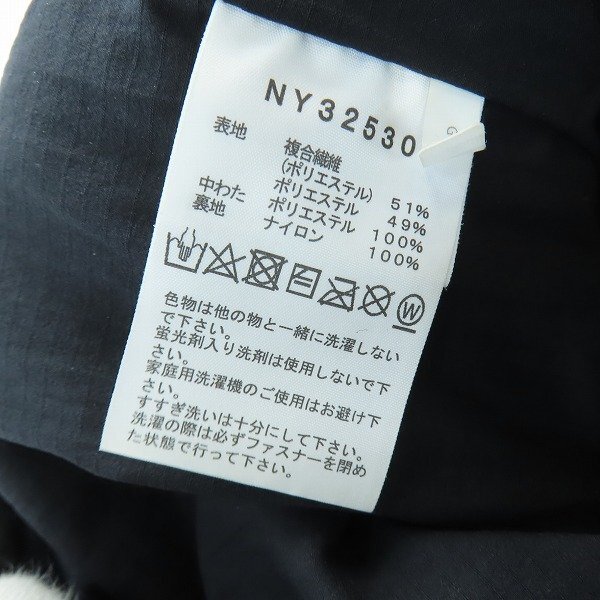 NY32530
G
表地 複合繊維
(ポリエステル) 51%
ポリエステル 49%
中わた ポリエステル 100%
裏地 ナイロン 100%
W
色物は他の物と一緒に洗濯しない
で下さい。
蛍光剤入り洗剤は使用しないで下
さい。
家庭用洗濯機のご使用はお避け下
さい。
すすぎ洗いは十分にして下さい。
洗濯の際は必ずファスナーを閉め
た状態で行って下さい。